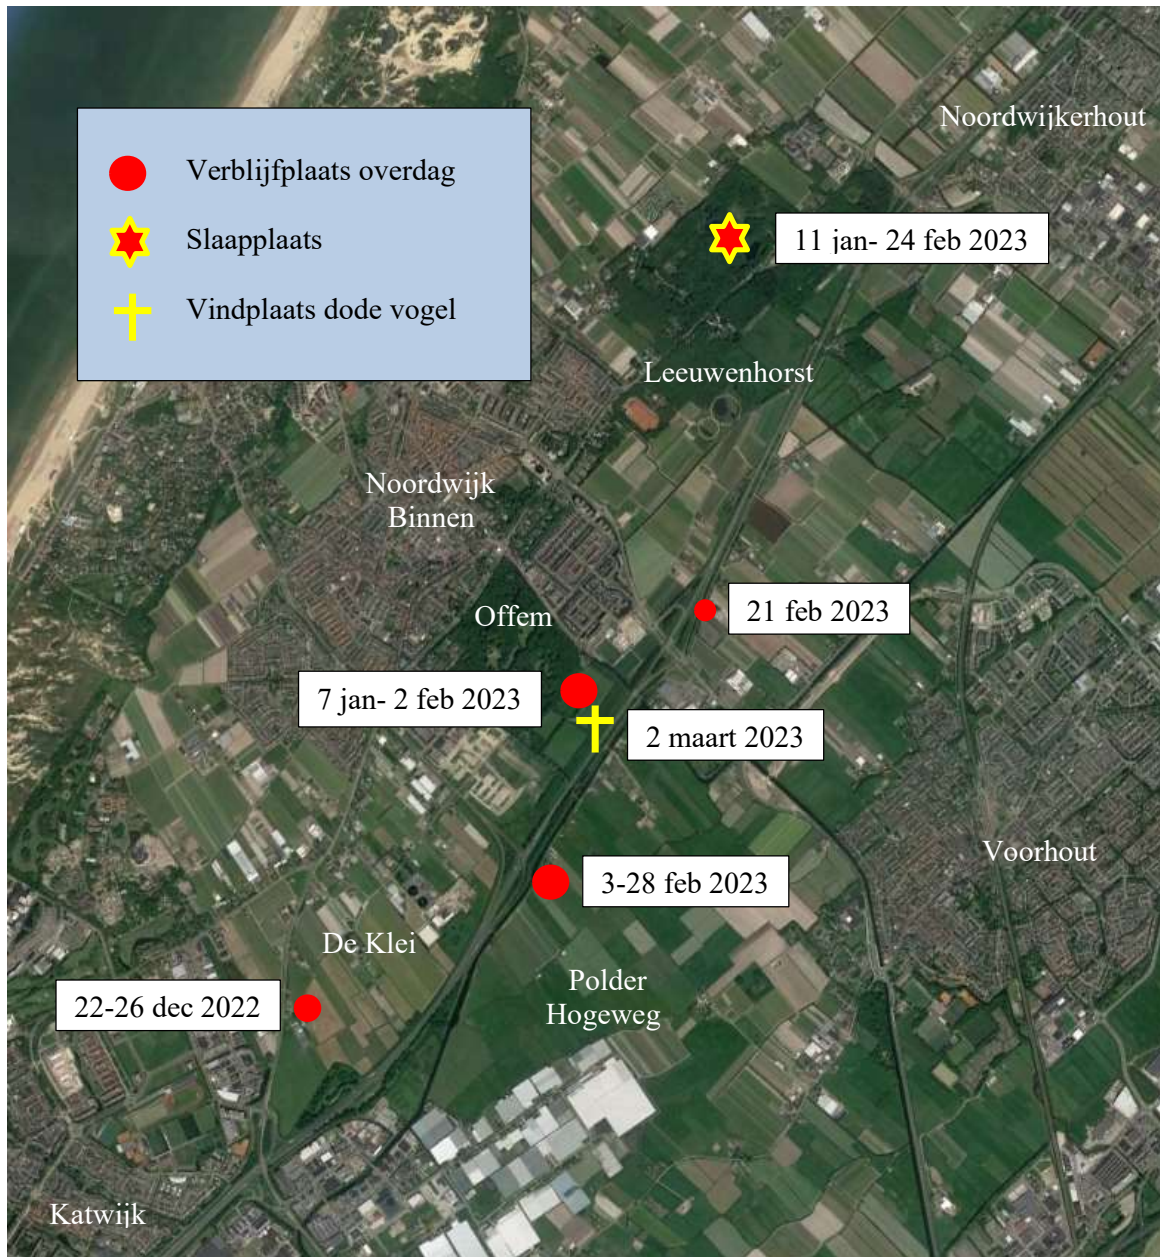 Noordwijkerhout
Verblijfplaats overdag
Slaapplaats
Vindplaats dode vogel
11 jan- 24 feb 2023
Leeuwenhorst
Noordwijk
Binnen
Offem
21 feb 2023
7 jan- 2 feb 2023
2 maart 2023
Voorhout
3-28 feb 2023
De Klei
Polder
Hogeweg
22-26 dec 2022
Katwijk